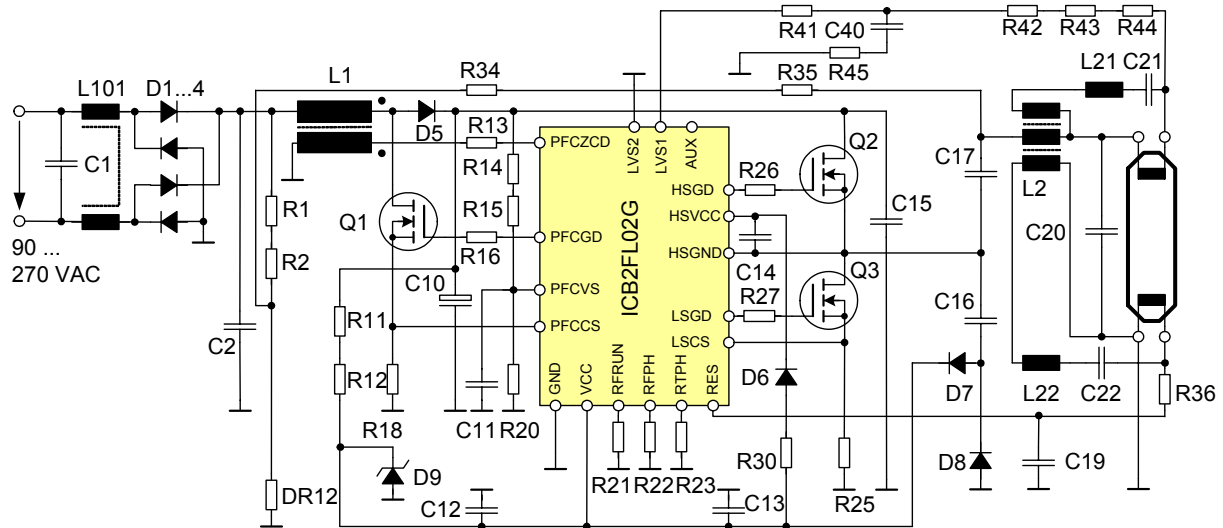 R41
C40
R42
R43
R44
R45
L21
C21
L101
D1...4
L1
R34
R35
D5
R13
C1
PFCZCD
LVS2
LVS1
AUX
R14
Q2
C17
HSGD
R26
L2
R1
R15
Q1
HSVCC
C15
C20
PFCGD
R16
ICB2FL02G
HSGND
C14
Q3
90 ...
270 VAC
R2
C10
PFCVS
R27
C16
R11
LSGD
C2
PFCCS
LSCS
R12
GND
VCC
RFRUN
RFPH
RTPH
RES
D6
D7
L22
C22
R36
R18
C11
R20
D9
R30
D8
C19
DR12
R21
R22
R23
R25
C12
C13